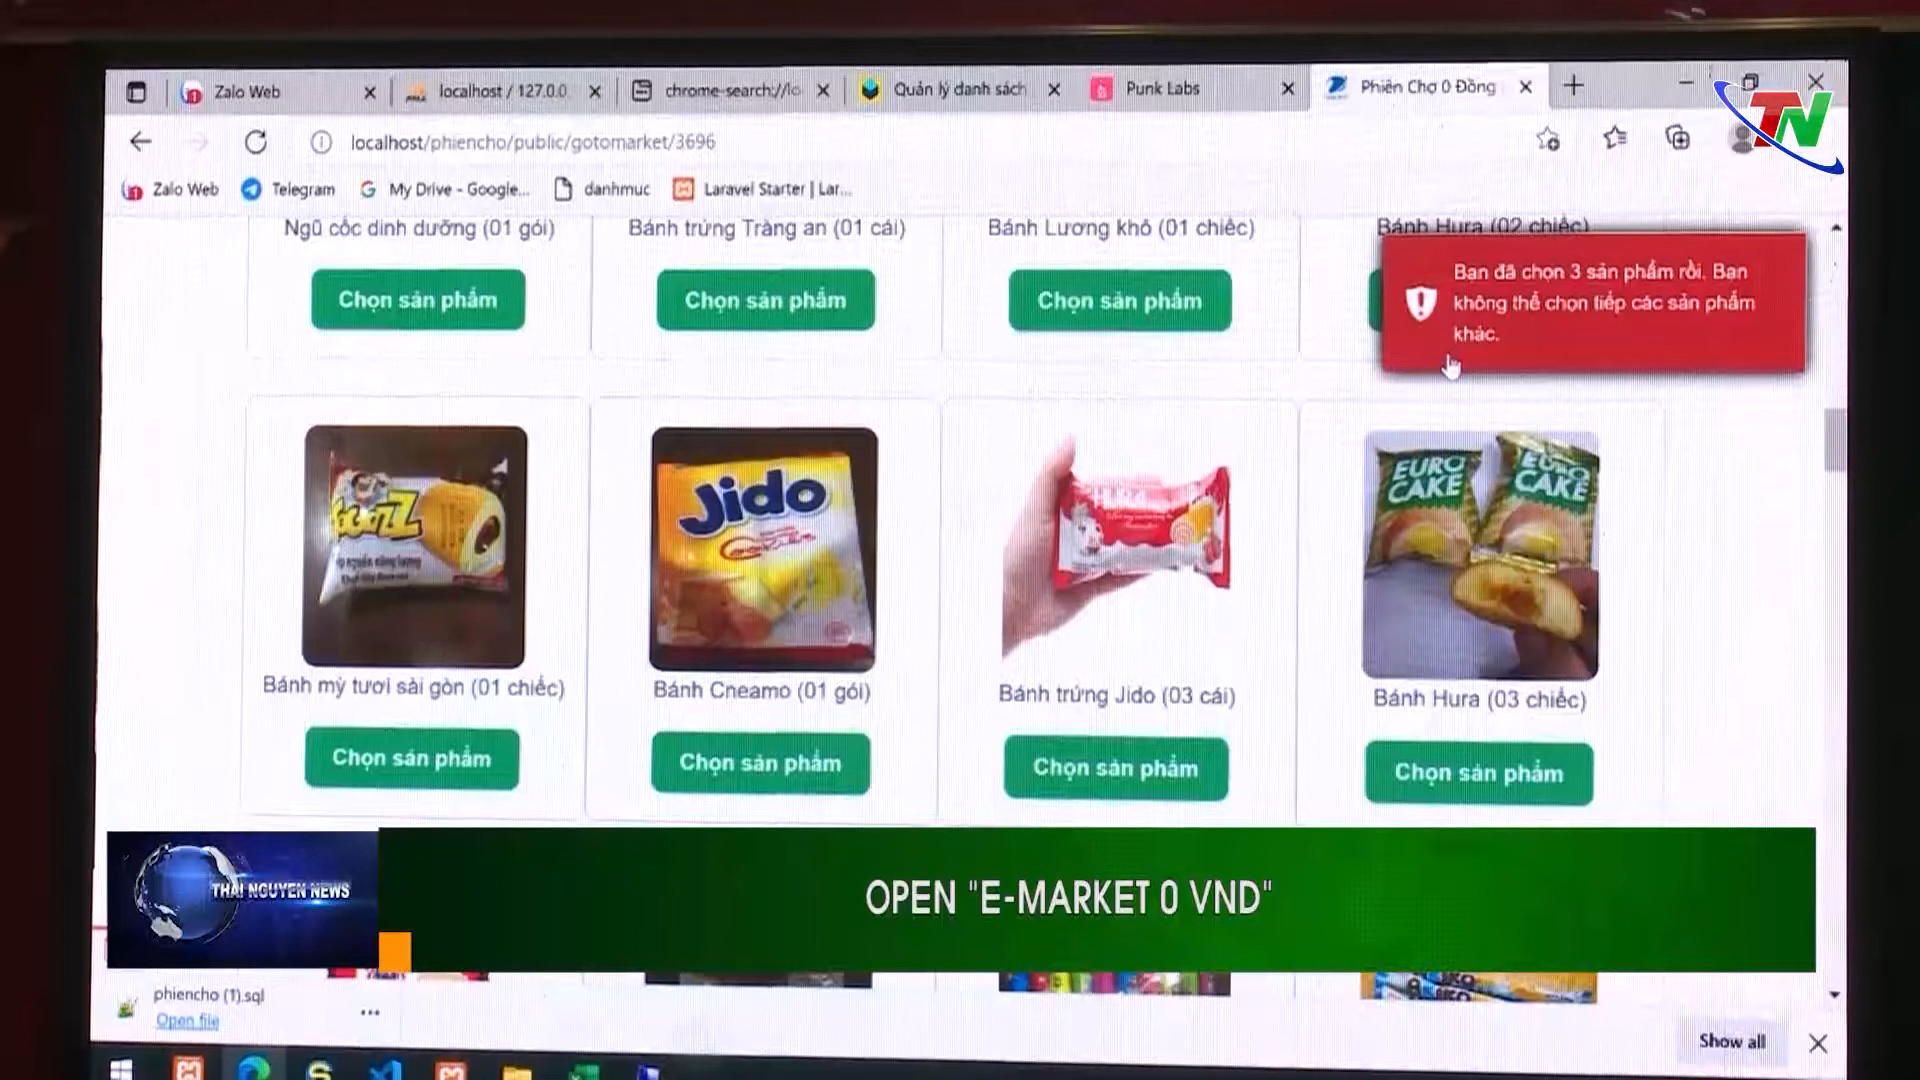 Zalo Web
localhost / 127.0.0.
chrome-search://lo
Quản lý danh sách
Punk Labs
Phiên Chợ 0 Đồng
TN
localhost/phiencho/public/gotomarket/3696
Zalo Web
Telegram
My Drive - Google...
danhmuc
Laravel Starter | Lar...
Ngũ cốc dinh dưỡng (01 gói)
Bánh trứng Tràng an (01 cái)
Bánh Lương khô (01 chiếc)
Bánh Hura (02 chiếc)
Chọn sản phẩm
Chọn sản phẩm
Chọn sản phẩm
Bạn đã chọn 3 sản phẩm rồi. Bạn
không thể chọn tiếp các sản phẩm
khác.
Jido
EURO
CAKE
EURO
CAKE
Bánh mỳ tươi sài gòn (01 chiếc)
Bánh Cneamo (01 gói)
Bánh trứng Jido (03 cái)
Bánh Hura (03 chiếc)
Chọn sản phẩm
Chọn sản phẩm
Chọn sản phẩm
Chọn sản phẩm
THAI NGUYEN NEWS
OPEN "E-MARKET 0 VND"
phiencho (1).sql
Open file
Show all